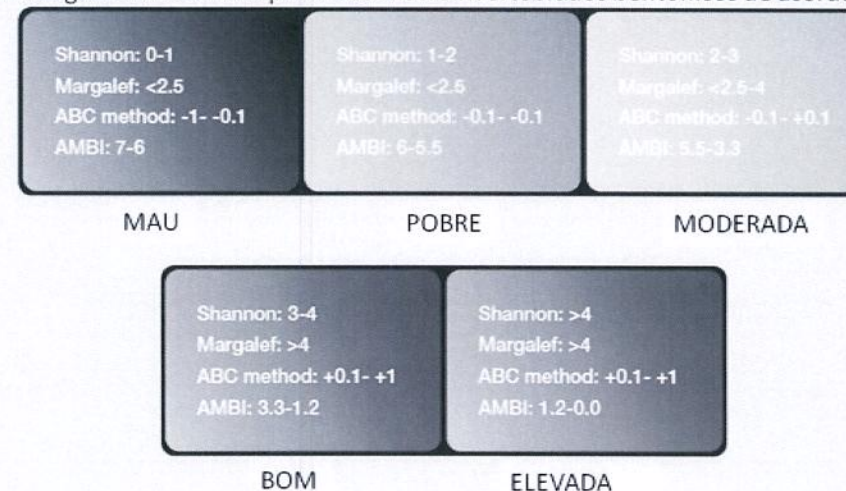 Shannon: 0-1
Margalef: <2.5
ABC method: -1- -0.1
AMBI: 7-6
MAU
Shannon: 1-2
Margalef: <2.5
ABC method: -0.1- -0.1
AMBI: 6-5.5
POBRE
Shannon: 2-3
Margalef: <2.5-4
ABC method: -0.1- +0.1
AMBI: 5.5-3.3
MODERADA
Shannon: 3-4
Margalef: >4
ABC method: +0.1- +1
AMBI: 3.3-1.2
BOM
Shannon: >4
Margalef: >4
ABC method: +0.1- +1
AMBI: 1.2-0.0
ELEVADA